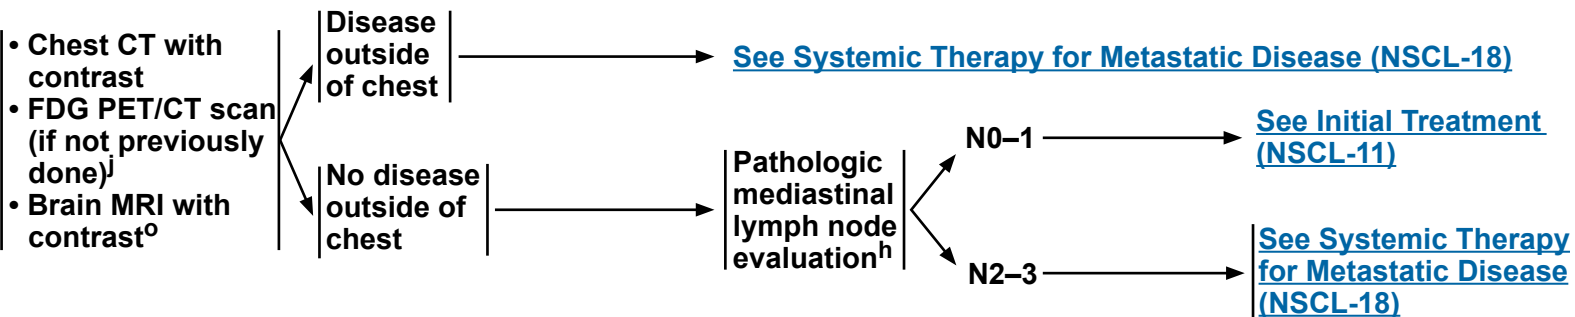 • Chest CT with
contrast
• FDG PET/CT scan
(if not previously
done)j
• Brain MRI with
contrasto
Disease
outside
of chest
See Systemic Therapy for Metastatic Disease (NSCL-18)
No disease
outside of
chest
Pathologic
mediastinal
lymph node
evaluationh
N0–1
See Initial Treatment
(NSCL-11)
N2–3
See Systemic Therapy
for Metastatic Disease
(NSCL-18)